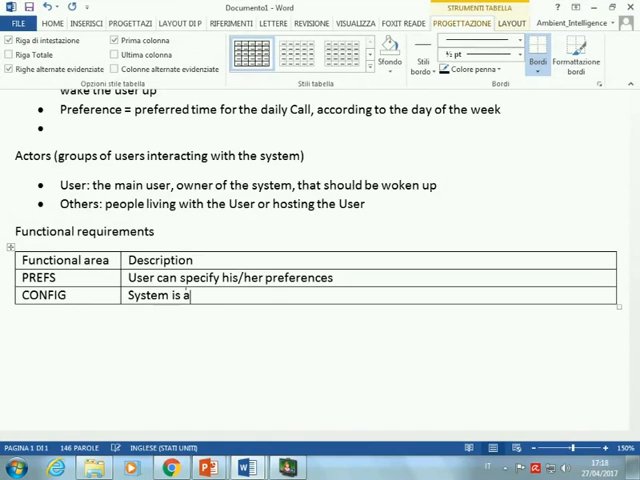 Documento1 - Word
STRUMENTI TABELLA
FILE HOME INSERISCI PROGETTAZI LAYOUT DI P RIFERIMENTI LETTERE REVISIONE VISUALIZZA FOXIT READER PROGETTAZIONE LAYOUT Ambient_Intelligence
Riga di intestazione Prima colonna
Riga Totale Ultima colonna
Righe alternate evidenziate Colonne alternate evidenziate
Sfondo
Stili bordo
½ pt
Colore penna
Bordi
Formattazione bordi
Opzioni stile tabella Stili tabella Bordi
wake the user up
• Preference = preferred time for the daily Call, according to the day of the week
•
Actors (groups of users interacting with the system)
• User: the main user, owner of the system, that should be woken up
• Others: people living with the User or hosting the User
Functional requirements
Functional area Description
PREFS User can specify his/her preferences
CONFIG System is a
PAGINA 1 DI 1 146 PAROLE INGLESE (STATI UNITI) 150%
IT 17:18
27/04/2017